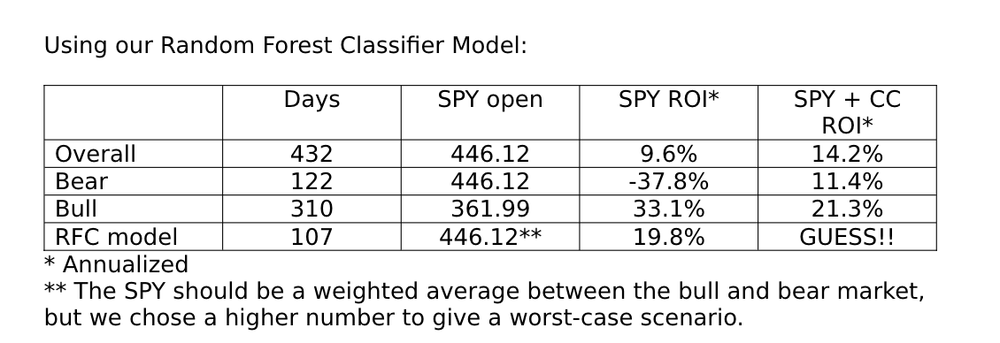 Using our Random Forest Classifier Model:
Days SPY open SPY ROI* SPY + CC ROI*
Overall 432 446.12 9.6% 14.2%
Bear 122 446.12 -37.8% 11.4%
Bull 310 361.99 33.1% 21.3%
RFC model 107 446.12** 19.8% GUESS!!
* Annualized
** The SPY should be a weighted average between the bull and bear market,
but we chose a higher number to give a worst-case scenario.